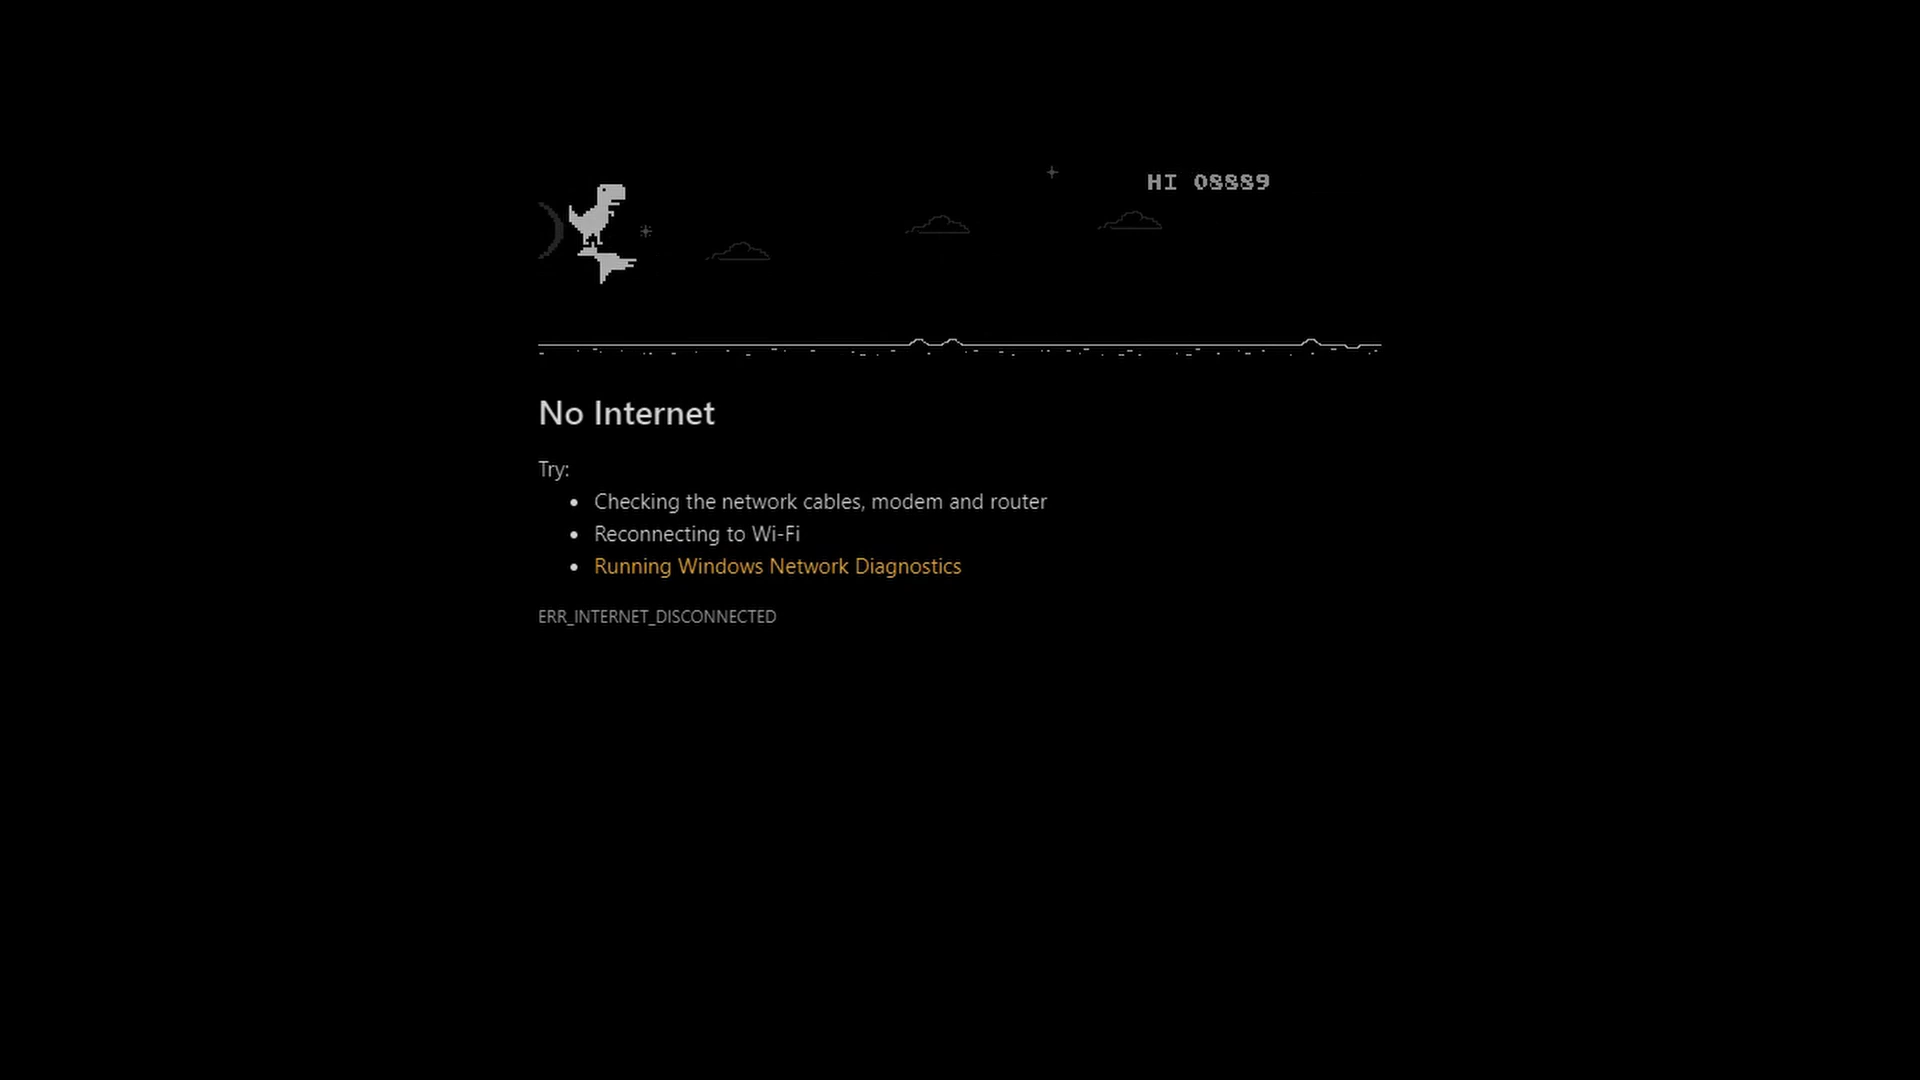 HI 08889
No Internet
Try:
Checking the network cables, modem and router
Reconnecting to Wi-Fi
Running Windows Network Diagnostics
ERR_INTERNET_DISCONNECTED